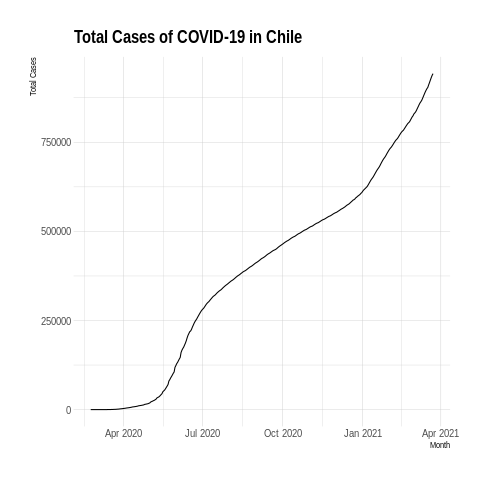 Total Cases of COVID-19 in Chile
Total Cases
750000
500000
250000
0
Apr 2020 Jul 2020 Oct 2020 Jan 2021 Apr 2021
Month